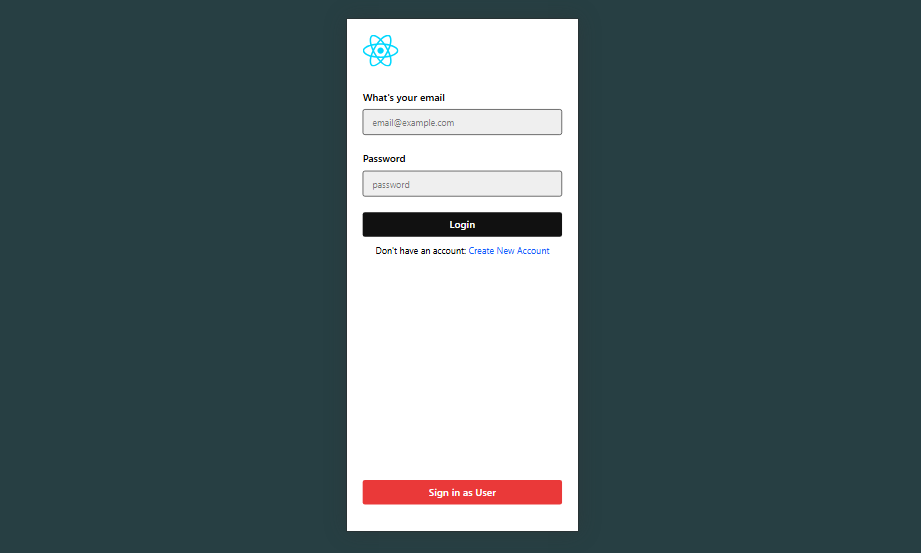 What's your email
email@example.com
Password
password
Login
Don't have an account: Create New Account
Sign in as User